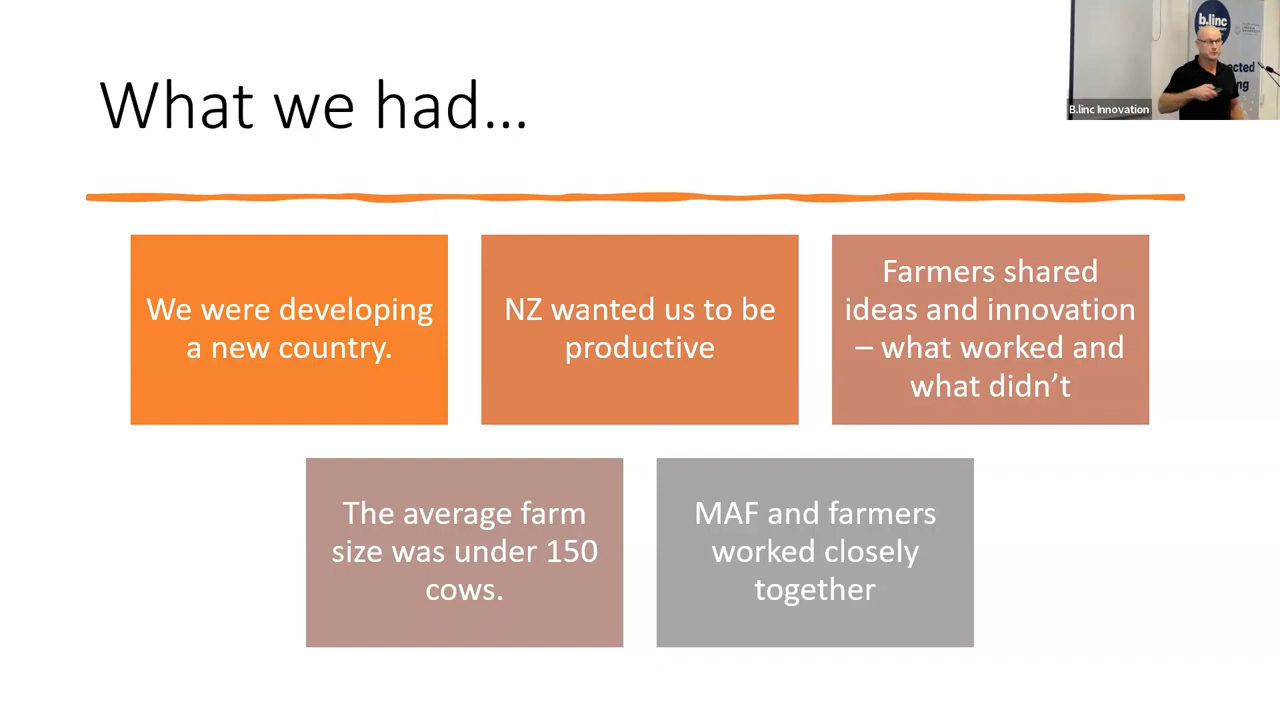 What we had...
b.linc
ected
ng
B.linc Innovation
We were developing
a new country.
NZ wanted us to be
productive
Farmers shared
ideas and innovation
– what worked and
what didn’t
The average farm
size was under 150
cows.
MAF and farmers
worked closely
together